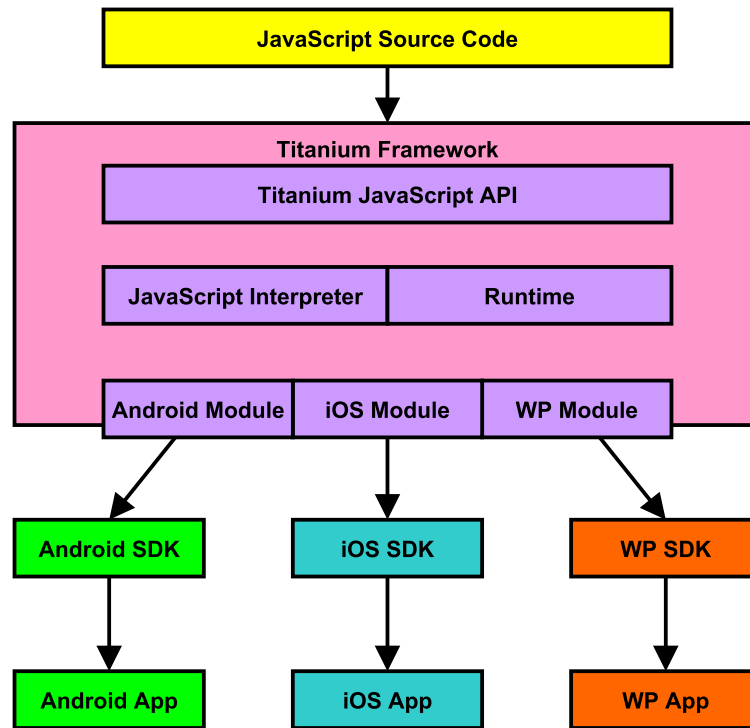 JavaScript Source Code
Titanium Framework
Titanium JavaScript API
JavaScript Interpreter
Runtime
Android Module
iOS Module
WP Module
Android SDK
iOS SDK
WP SDK
Android App
iOS App
WP App